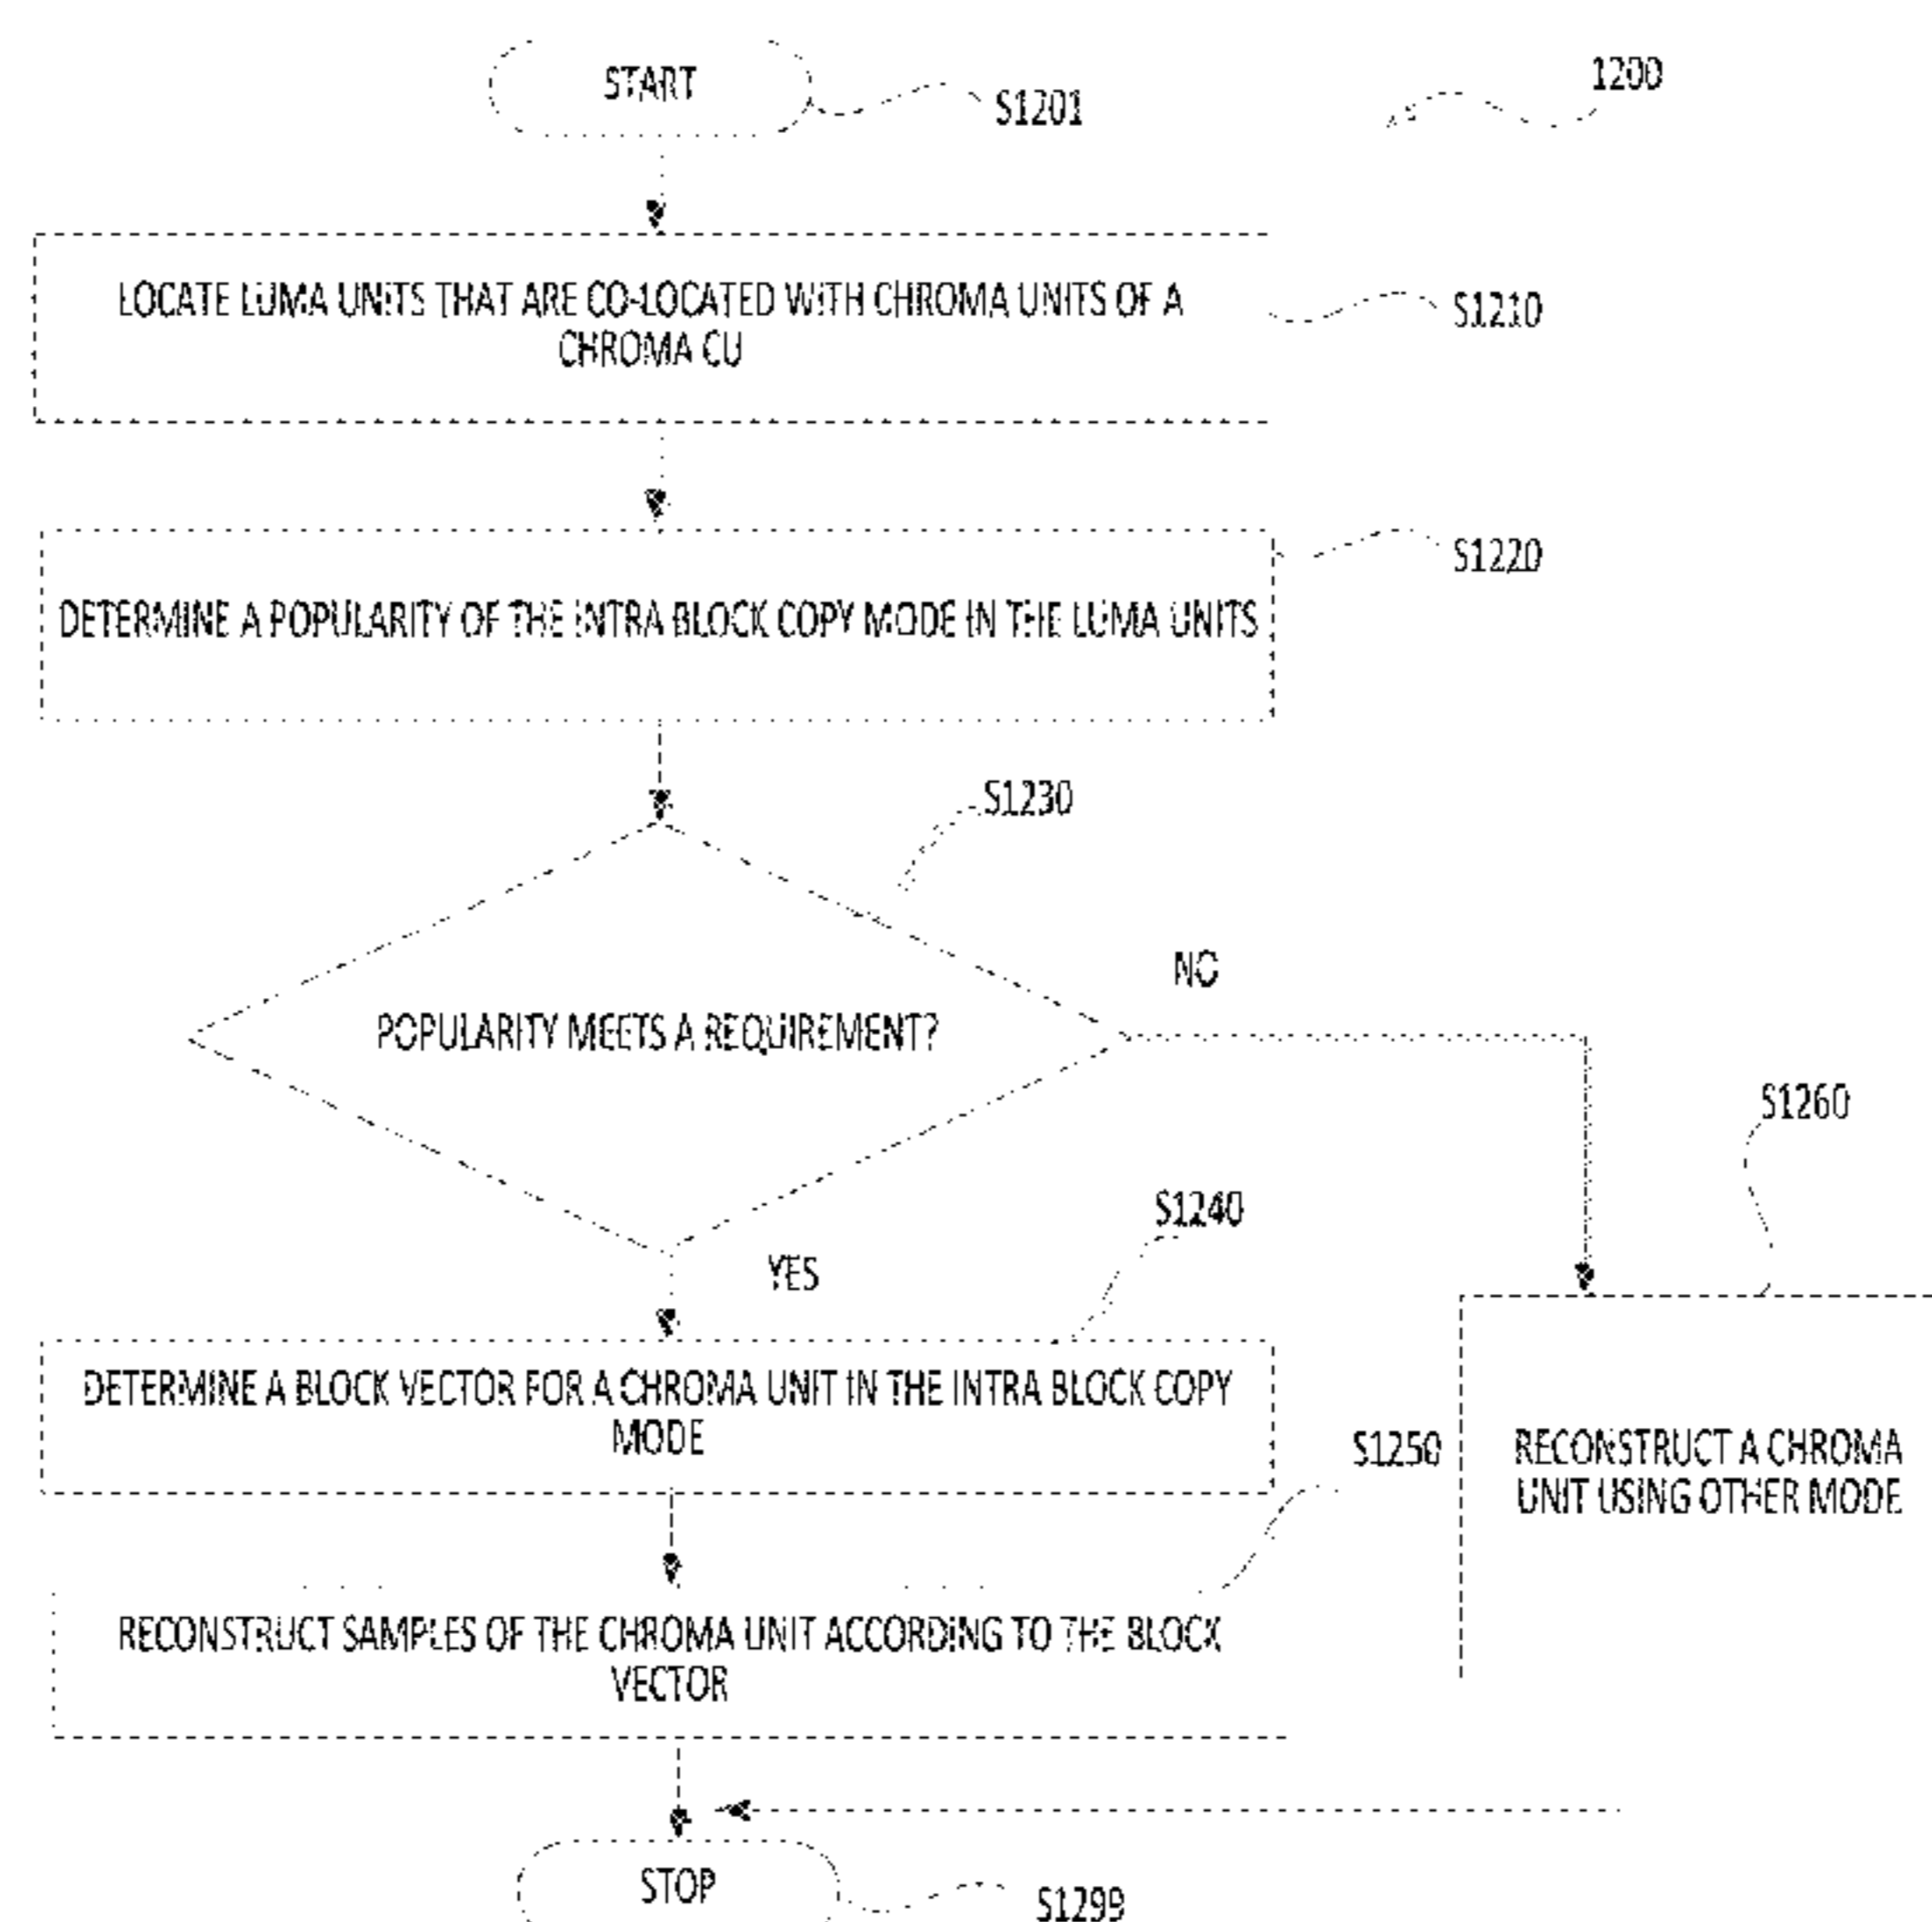 START
S1201
1200
LOCATE LUMA UNITS THAT ARE CO-LOCATED WITH CHROMA UNITS OF A
CHROMA CU
S1210
DETERMINE A POPULARITY OF THE INTRA BLOCK COPY MODE IN THE LUMA UNITS
S1220
S1230
POPULARITY MEETS A REQUIREMENT?
NO
YES
S1240
S1260
DETERMINE A BLOCK VECTOR FOR A CHROMA UNIT IN THE INTRA BLOCK COPY
MODE
S1250
RECONSTRUCT A CHROMA
UNIT USING OTHER MODE
RECONSTRUCT SAMPLES OF THE CHROMA UNIT ACCORDING TO THE BLOCK
VECTOR
STOP
S1299